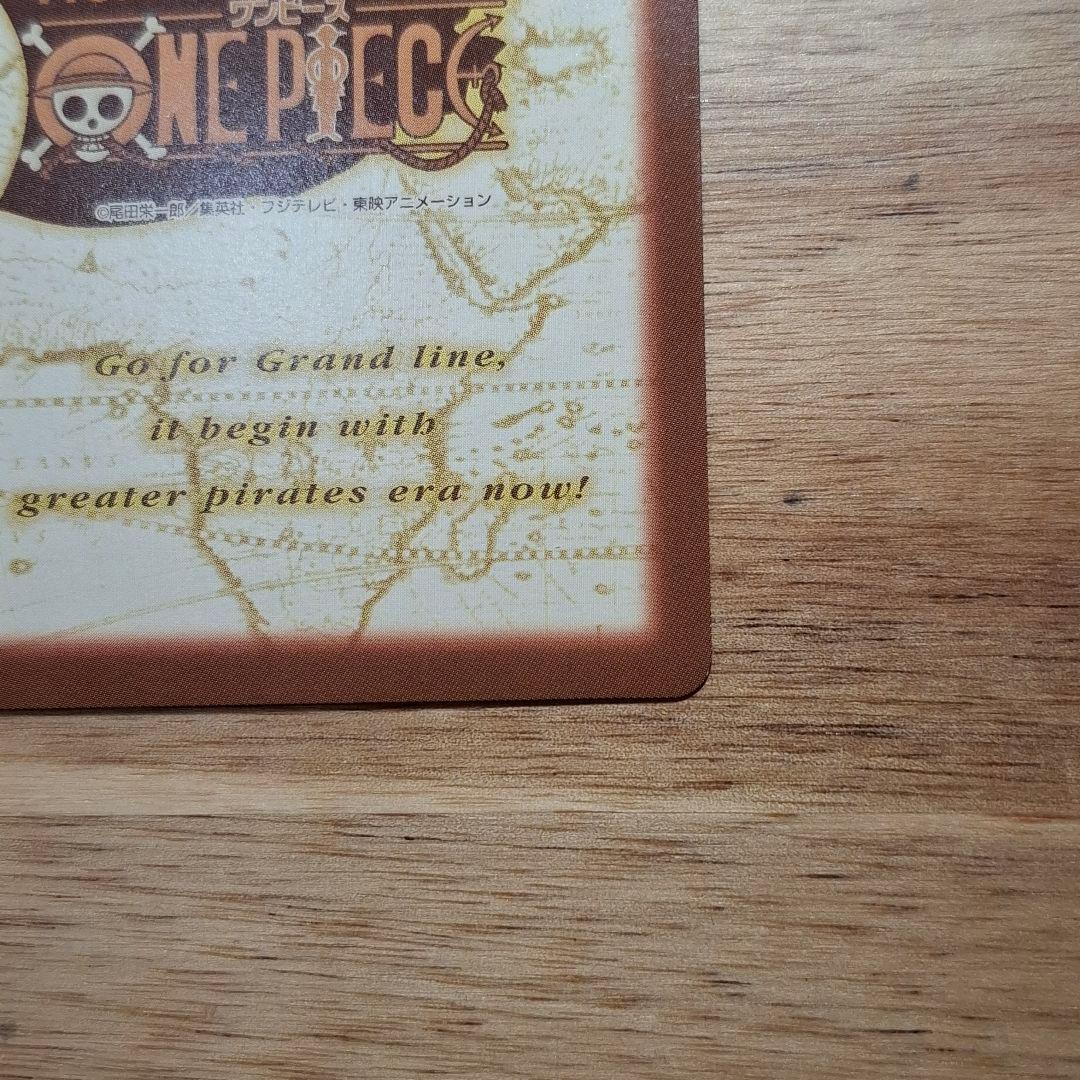 ワンピース
ONE PIECE
©尾田栄一郎／集英社・フジテレビ・東映アニメーション
Go for Grand line,
it begin with
greater pirates era now!